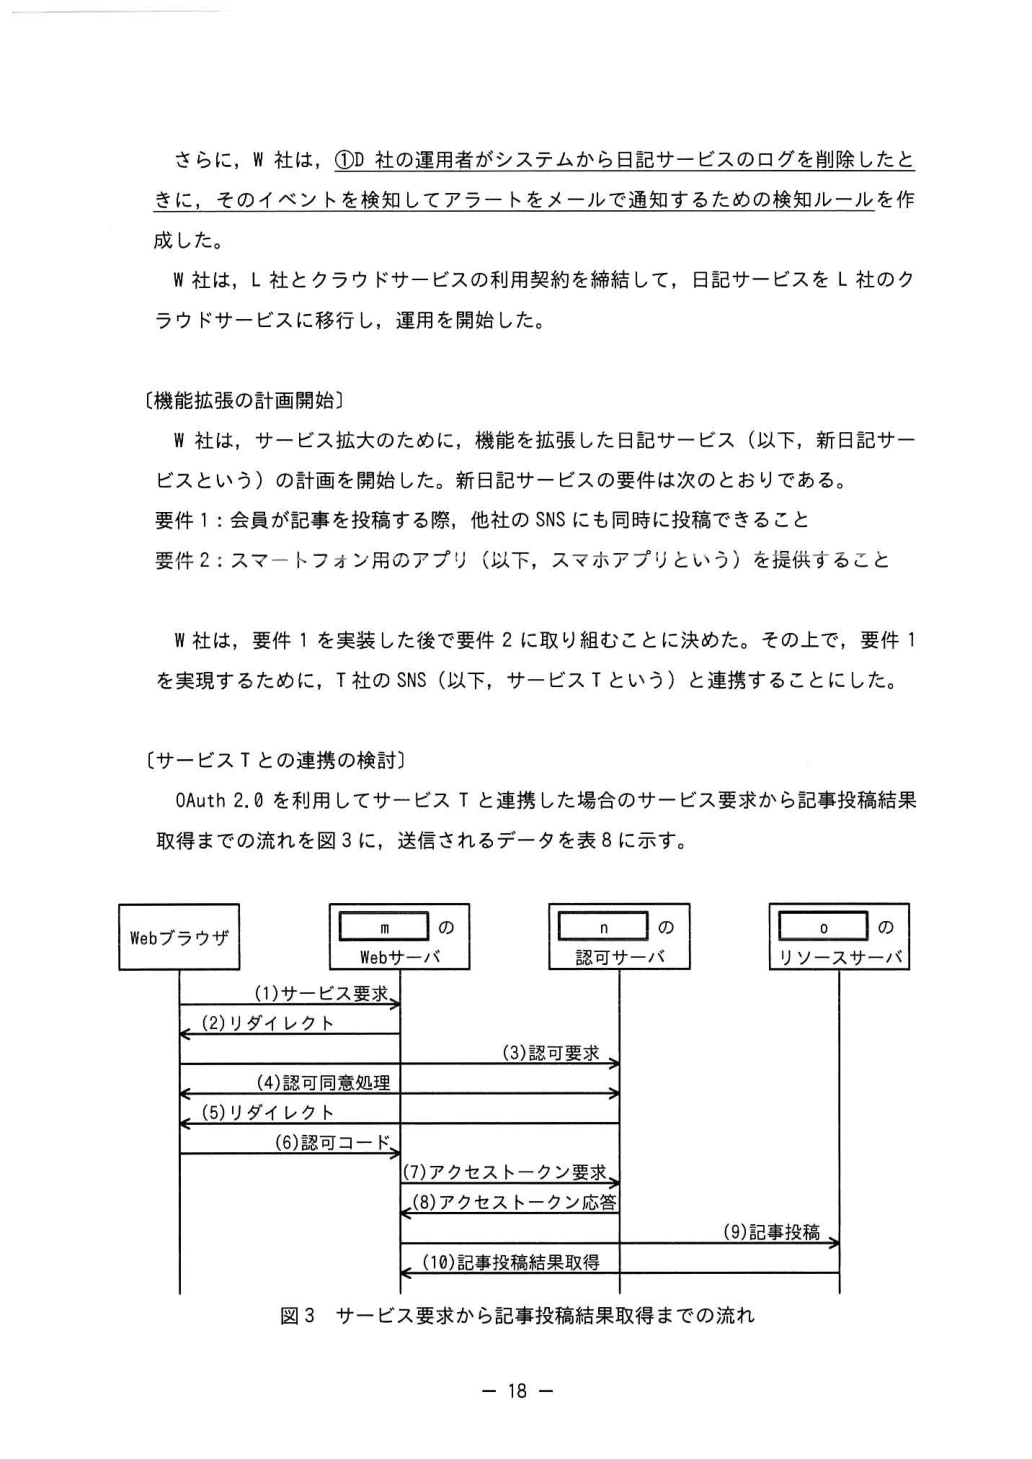 さらに，W 社は，①D 社の運用者がシステムから日記サービスのログを削除したと
きに，そのイベントを検知してアラートをメールで通知するための検知ルールを作
成した。
W 社は，L 社とクラウドサービスの利用契約を締結して，日記サービスを L 社のク
ラウドサービスに移行し，運用を開始した。
〔機能拡張の計画開始〕
W 社は，サービス拡大のために，機能を拡張した日記サービス（以下，新日記サー
ビスという）の計画を開始した。新日記サービスの要件は次のとおりである。
要件 1：会員が記事を投稿する際，他社の SNS にも同時に投稿できること
要件 2：スマートフォン用のアプリ（以下，スマホアプリという）を提供すること
W 社は，要件 1 を実装した後で要件 2 に取り組むことに決めた。その上で，要件 1
を実現するために，T 社の SNS（以下，サービス T という）と連携することにした。
〔サービス T との連携の検討〕
OAuth 2.0 を利用してサービス T と連携した場合のサービス要求から記事投稿結果
取得までの流れを図 3 に，送信されるデータを表 8 に示す。
Webブラウザ
m の
Webサーバ
n の
認可サーバ
o の
リソースサーバ
(1)サービス要求
(2)リダイレクト
(3)認可要求
(4)認可同意処理
(5)リダイレクト
(6)認可コード
(7)アクセストークン要求
(8)アクセストークン応答
(9)記事投稿
(10)記事投稿結果取得
図 3　サービス要求から記事投稿結果取得までの流れ
－ 18 －